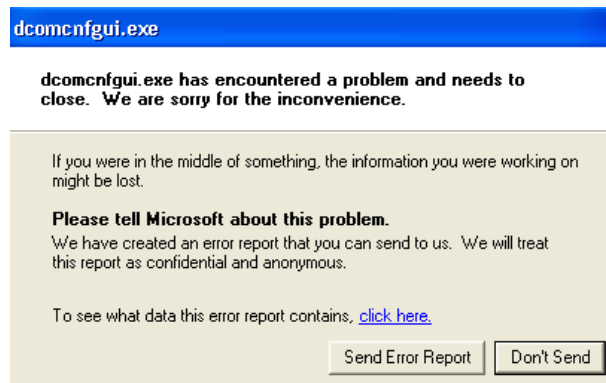 dcomcnfgui.exe
dcomcnfgui.exe has encountered a problem and needs to
close.  We are sorry for the inconvenience.
If you were in the middle of something, the information you were working on
might be lost.
Please tell Microsoft about this problem.
We have created an error report that you can send to us.  We will treat
this report as confidential and anonymous.
To see what data this error report contains, click here.
Send Error Report
Don't Send